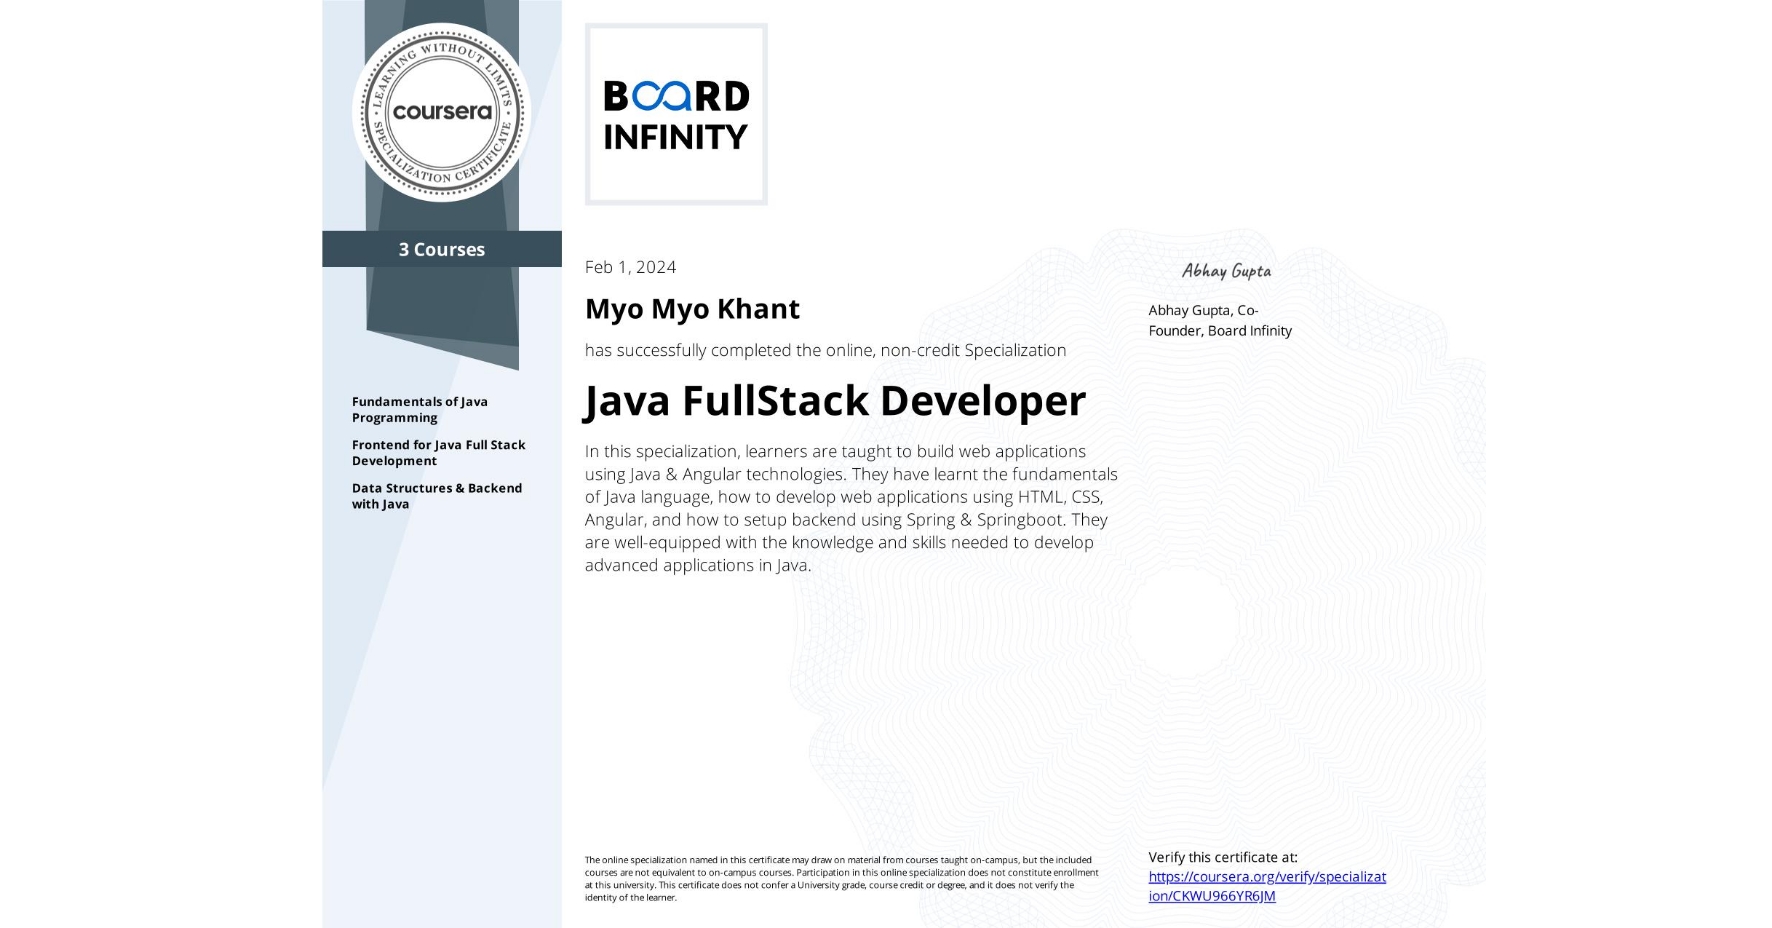 LEARNING WITHOUT LIMITS
coursera
SPECIALIZATION CERTIFICATE
3 Courses
Fundamentals of Java
Programming
Frontend for Java Full Stack
Development
Data Structures & Backend
with Java
BOARD
INFINITY
Feb 1, 2024
Myo Myo Khant
has successfully completed the online, non-credit Specialization
Java FullStack Developer
In this specialization, learners are taught to build web applications
using Java & Angular technologies. They have learnt the fundamentals
of Java language, how to develop web applications using HTML, CSS,
Angular, and how to setup backend using Spring & Springboot. They
are well-equipped with the knowledge and skills needed to develop
advanced applications in Java.
Abhay Gupta
Abhay Gupta, Co-
Founder, Board Infinity
The online specialization named in this certificate may draw on material from courses taught on-campus, but the included
courses are not equivalent to on-campus courses. Participation in this online specialization does not constitute enrollment
at this university. This certificate does not confer a University grade, course credit or degree, and it does not verify the
identity of the learner.
Verify this certificate at:
https://coursera.org/verify/specializat
ion/CKWU966YR6JM